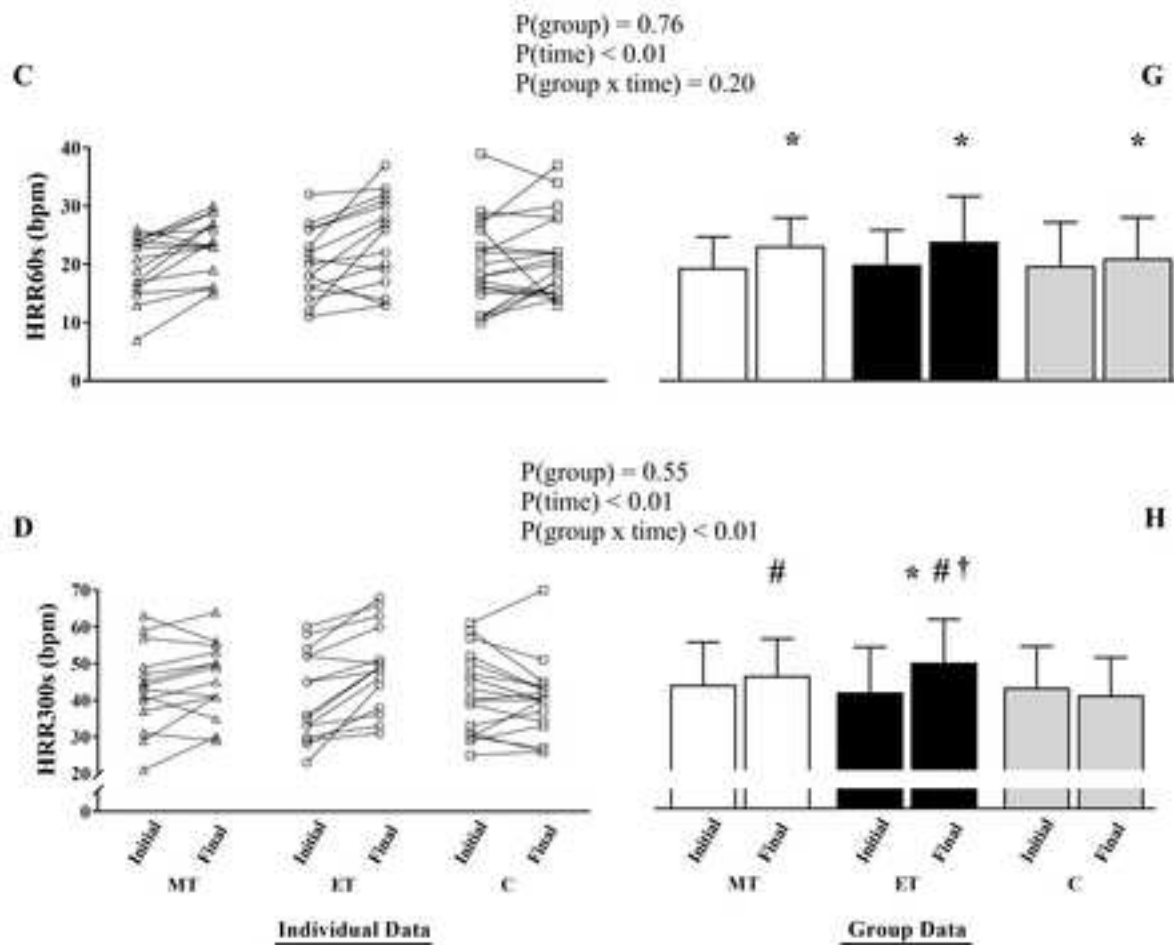 P(group) = 0.76
P(time) < 0.01
P(group x time) = 0.20
C
G
HRR60s (bpm)
40
30
20
10
0
*
*
*
P(group) = 0.55
P(time) < 0.01
P(group x time) < 0.01
D
H
HRR300s (bpm)
70
60
50
40
30
20
0
#
* # †
Initial
Final
Initial
Final
Initial
Final
MT
ET
C
Initial
Final
Initial
Final
Initial
Final
MT
ET
C
Individual Data
Group Data